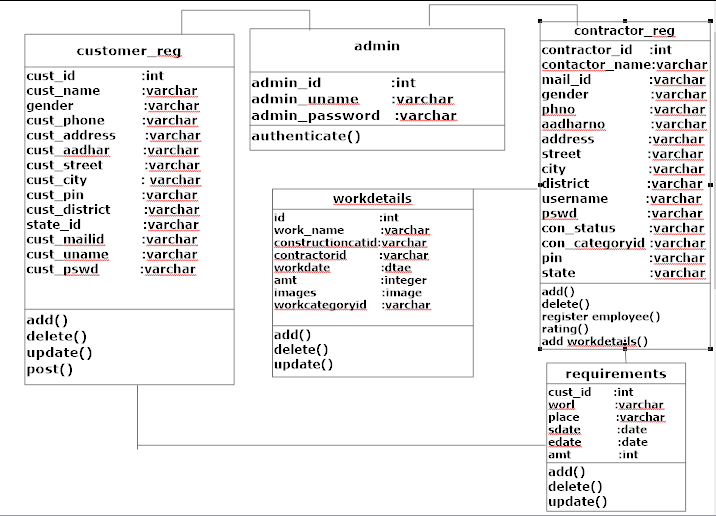 customer_reg
cust_id :int
cust_name :varchar
gender :varchar
cust_phone :varchar
cust_address :varchar
cust_aadhar :varchar
cust_street :varchar
cust_city : varchar
cust_pin :varchar
cust_district :varchar
state_id :varchar
cust_mailid :varchar
cust_uname :varchar
cust_pswd :varchar
add()
delete()
update()
post()
admin
admin_id :int
admin_uname :varchar
admin_password :varchar
authenticate()
workdetails
id :int
work_name :varchar
constructioncatid:varchar
contractorid :varchar
workdate :dtae
amt :integer
images :image
workcategoryid :varchar
add()
delete()
update()
contractor_reg
contractor_id :int
contactor_name:varchar
mail_id :varchar
gender :varchar
phno :varchar
aadharno :varchar
address :varchar
street :varchar
city :varchar
district :varchar
username :varchar
pswd :varchar
con_status :varchar
con_categoryid :varchar
pin :varchar
state :varchar
add()
delete()
register employee()
rating()
add workdetails()
requirements
cust_id :int
worl :varchar
place :varchar
sdate :date
edate :date
amt :int
add()
delete()
update()